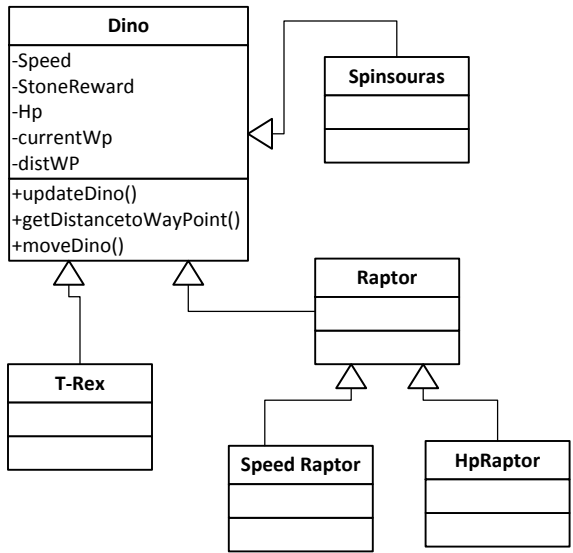 Dino
-Speed
-StoneReward
-Hp
-currentWp
-distWP
+updateDino()
+getDistancetoWayPoint()
+moveDino()
Spinsouras
Raptor
T-Rex
Speed Raptor
HpRaptor